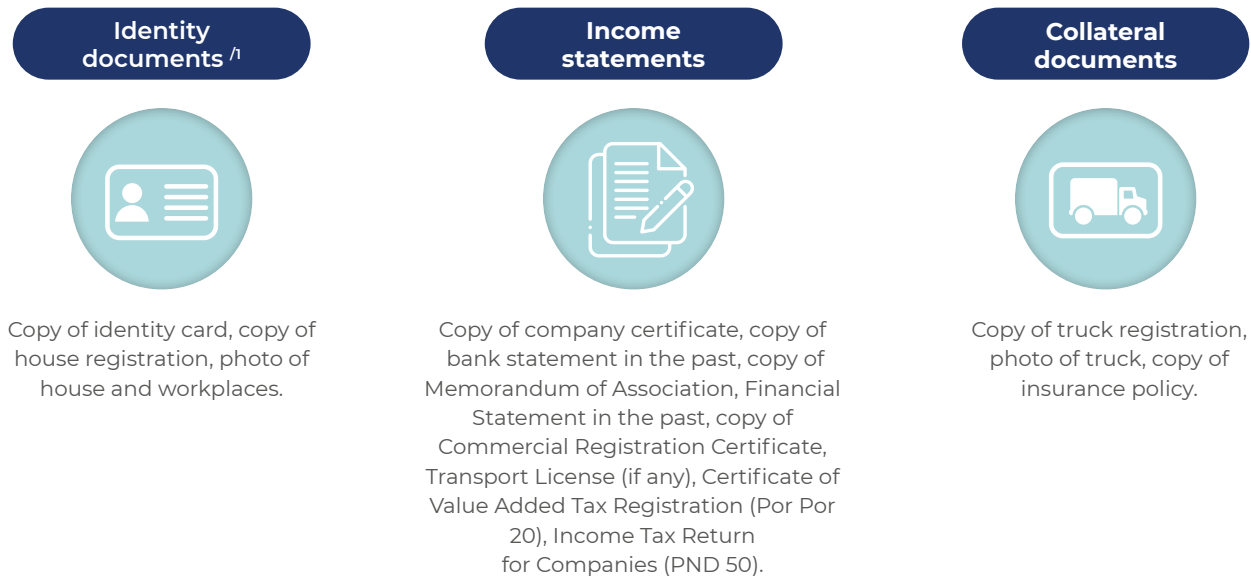 Identity
documents /1
Copy of identity card, copy of
house registration, photo of
house and workplaces.
Income
statements
Copy of company certificate, copy of
bank statement in the past, copy of
Memorandum of Association, Financial
Statement in the past, copy of
Commercial Registration Certificate,
Transport License (if any), Certificate of
Value Added Tax Registration (Por Por
20), Income Tax Return
for Companies (PND 50).
Collateral
documents
Copy of truck registration,
photo of truck, copy of
insurance policy.